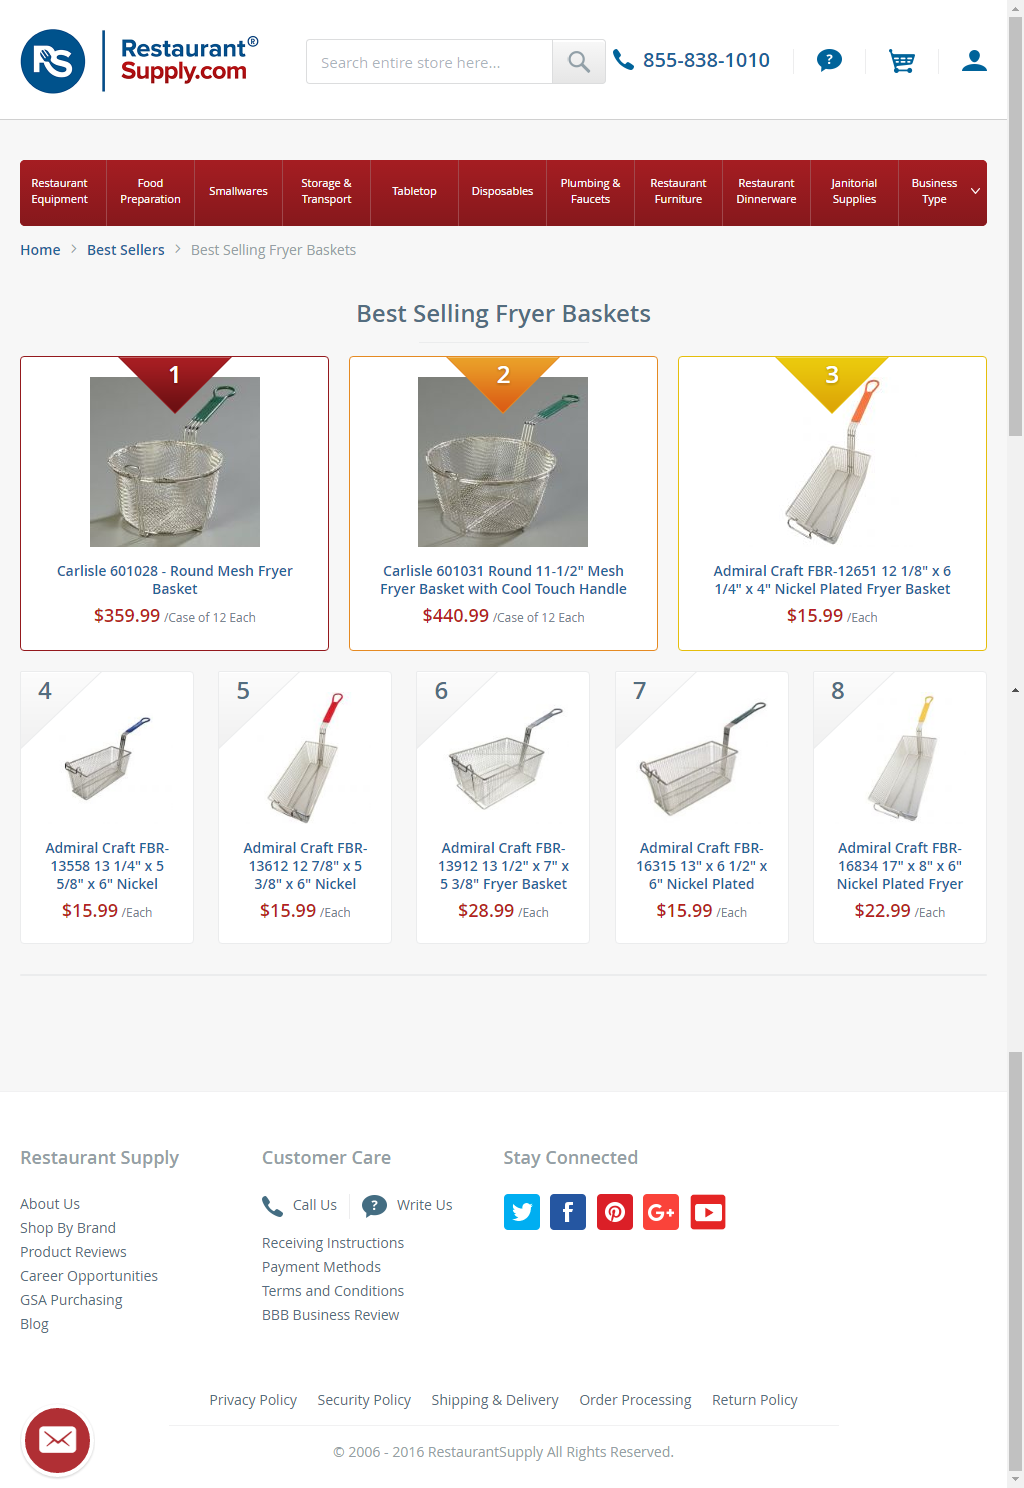 RS
Restaurant®
Supply.com
Search entire store here...
855-838-1010
?
Restaurant Equipment
Food Preparation
Smallwares
Storage & Transport
Tabletop
Disposables
Plumbing & Faucets
Restaurant Furniture
Restaurant Dinnerware
Janitorial Supplies
Business Type
Home > Best Sellers > Best Selling Fryer Baskets
Best Selling Fryer Baskets
1
Carlisle 601028 - Round Mesh Fryer
Basket
$359.99 /Case of 12 Each
2
Carlisle 601031 Round 11-1/2" Mesh
Fryer Basket with Cool Touch Handle
$440.99 /Case of 12 Each
3
Admiral Craft FBR-12651 12 1/8" x 6
1/4" x 4" Nickel Plated Fryer Basket
$15.99 /Each
4
Admiral Craft FBR-
13558 13 1/4" x 5
5/8" x 6" Nickel
$15.99 /Each
5
Admiral Craft FBR-
13612 12 7/8" x 5
3/8" x 6" Nickel
$15.99 /Each
6
Admiral Craft FBR-
13912 13 1/2" x 7" x
5 3/8" Fryer Basket
$28.99 /Each
7
Admiral Craft FBR-
16315 13" x 6 1/2" x
6" Nickel Plated
$15.99 /Each
8
Admiral Craft FBR-
16834 17" x 8" x 6"
Nickel Plated Fryer
$22.99 /Each
Restaurant Supply
About Us
Shop By Brand
Product Reviews
Career Opportunities
GSA Purchasing
Blog
Customer Care
Call Us
? Write Us
Receiving Instructions
Payment Methods
Terms and Conditions
BBB Business Review
Stay Connected
f
G+
Privacy Policy Security Policy Shipping & Delivery Order Processing Return Policy
© 2006 - 2016 RestaurantSupply All Rights Reserved.